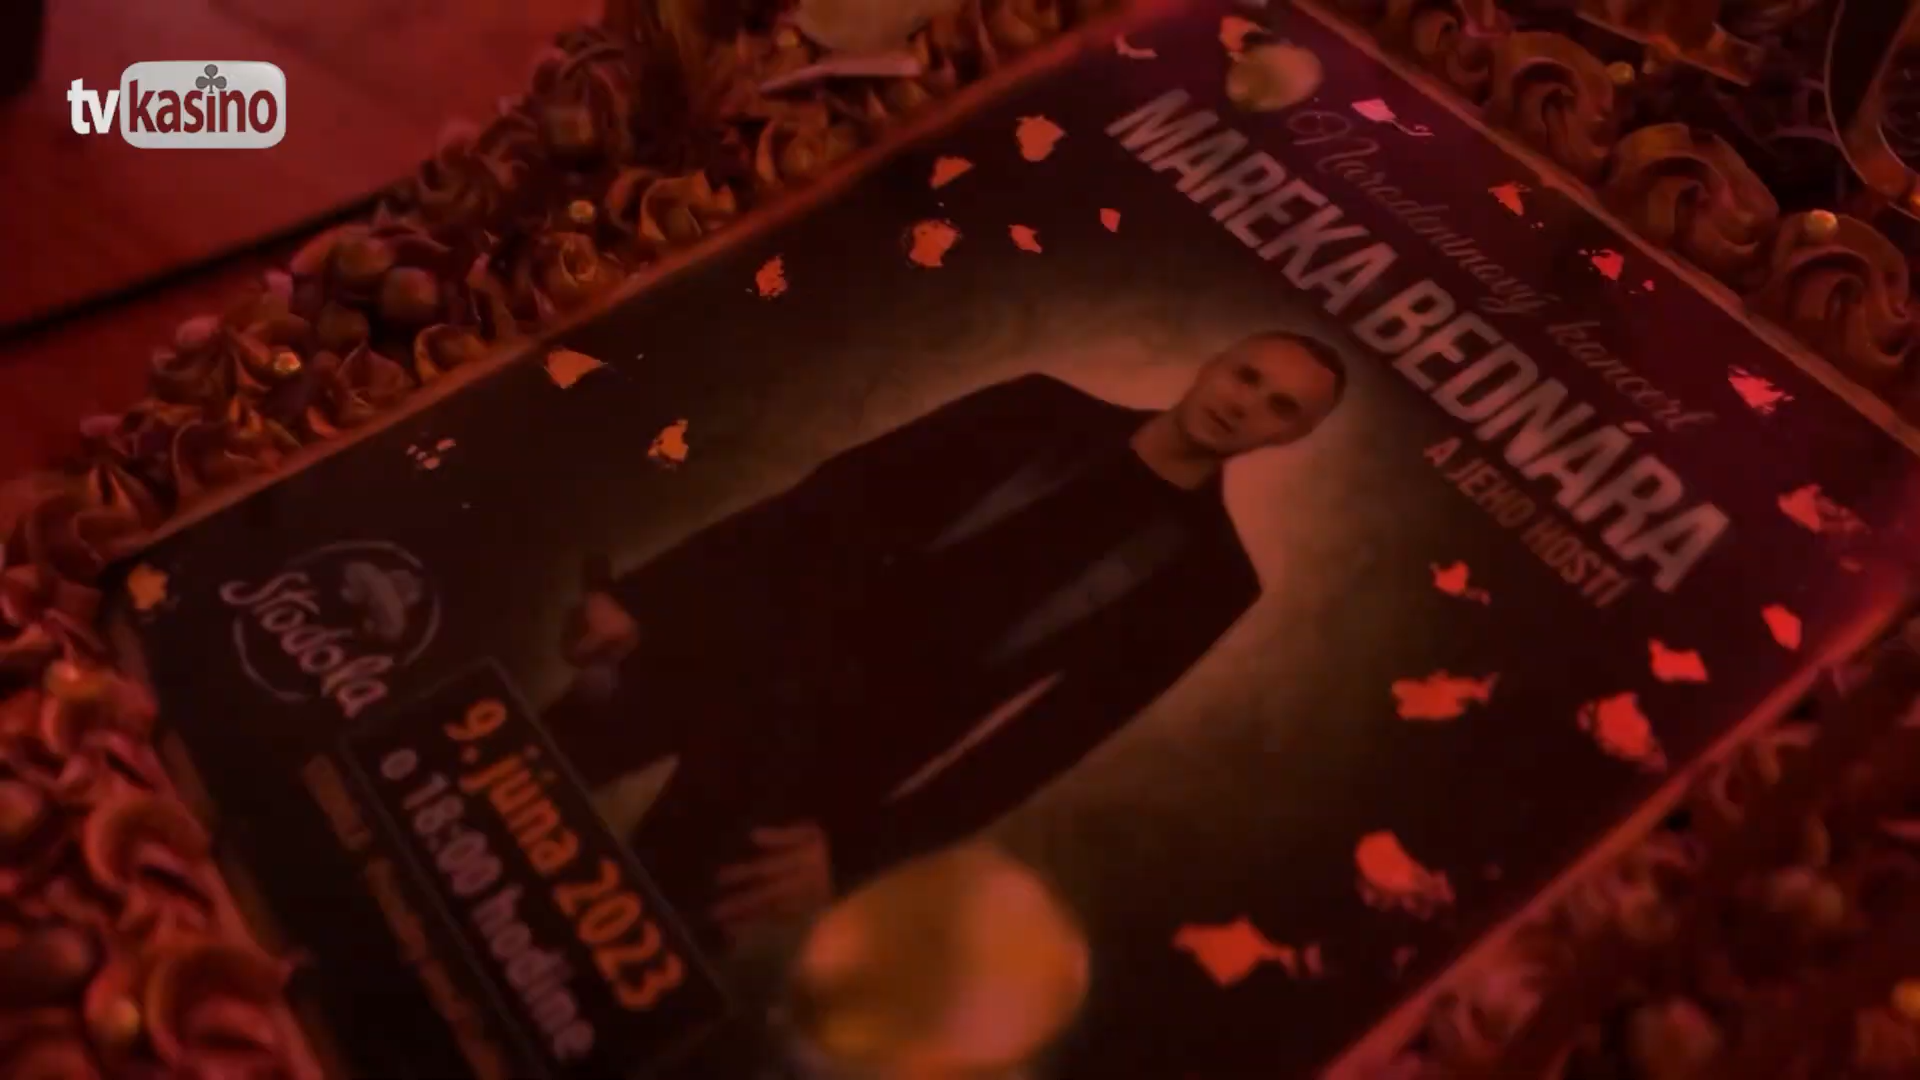 tvkasino
Narodeninový koncert
MAREKA BEDNÁRA
A JEHO HOSTÍ
Stodola
9. júna 2023
o 18:00 hodine